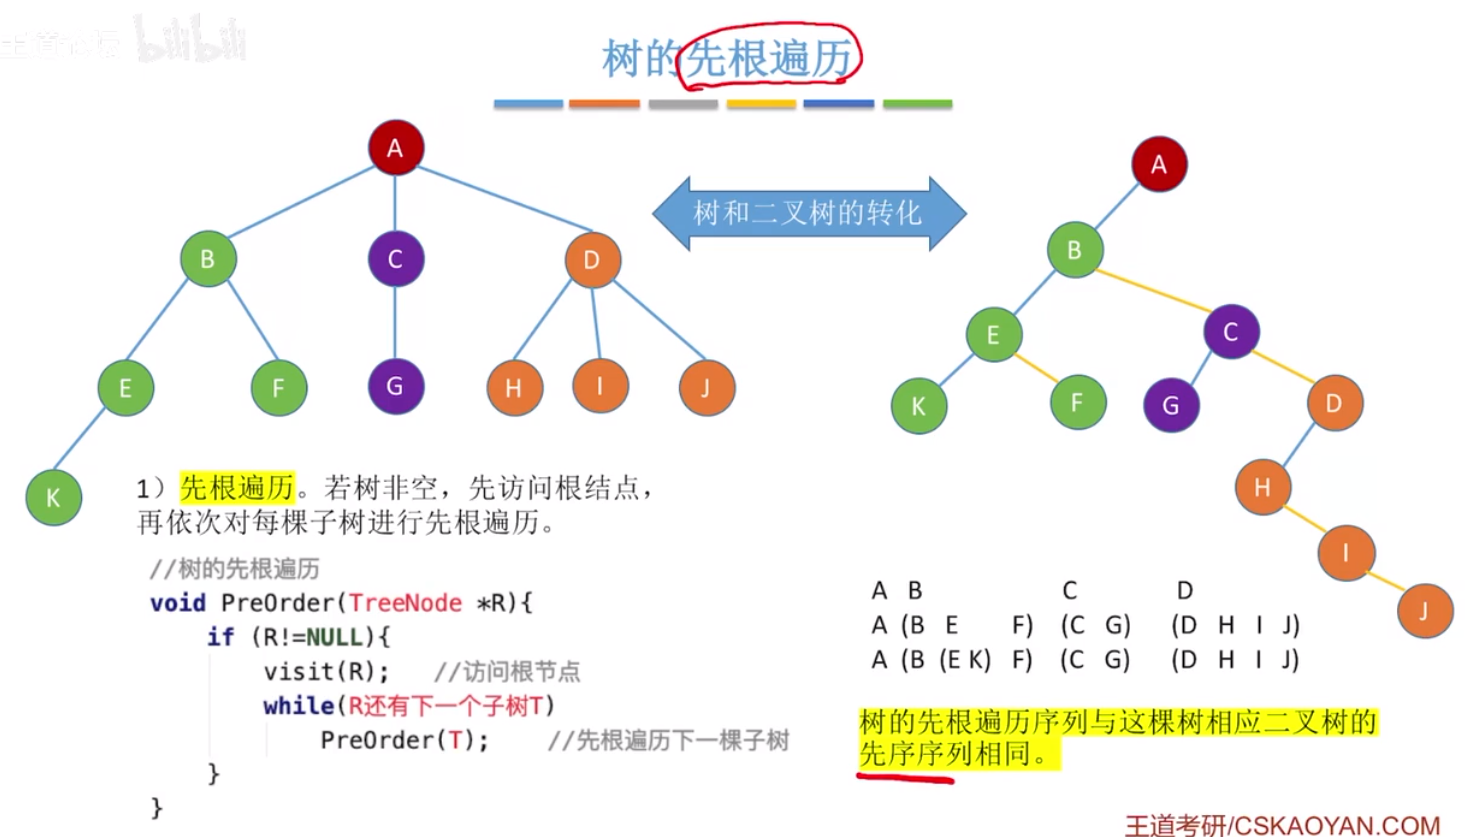 bilibili
树的先根遍历
A
B C D
E F G H I J
K
树和二叉树的转化
A
B
E C
K F G D
H
I
J
1）先根遍历。若树非空，先访问根结点，
再依次对每棵子树进行先根遍历。
//树的先根遍历
void PreOrder(TreeNode *R){
if (R!=NULL){
visit(R); //访问根节点
while(R还有下一个子树T)
PreOrder(T); //先根遍历下一棵子树
}
}
A B C D
A (B E F) (C G) (D H I J)
A (B (E K) F) (C G) (D H I J)
树的先根遍历序列与这棵树相应二叉树的
先序序列相同。
王道考研/CSKAOYAN.COM